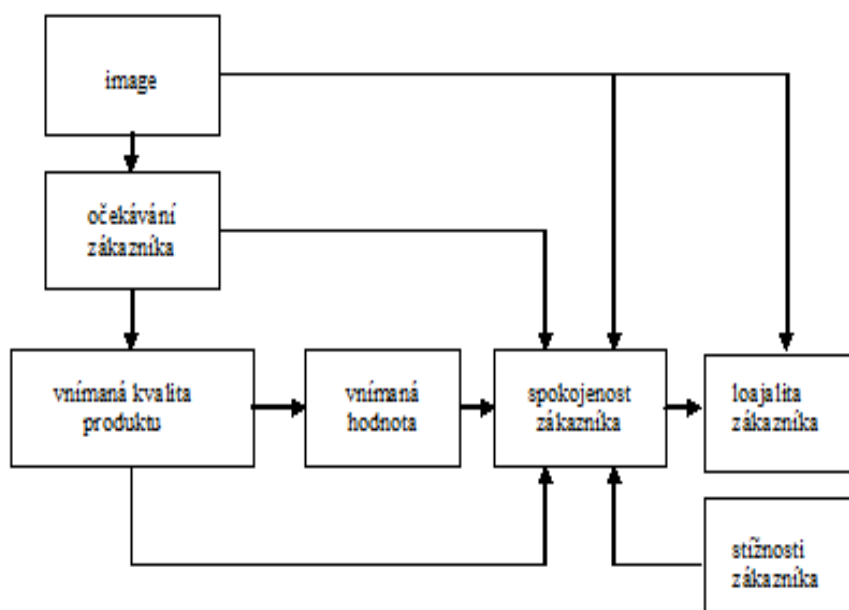 image
očekávání
zákazníka
vnímaná kvalita
produktu
vnímaná
hodnota
spokojenost
zákazníka
loajalita
zákazníka
stížnosti
zákazníka